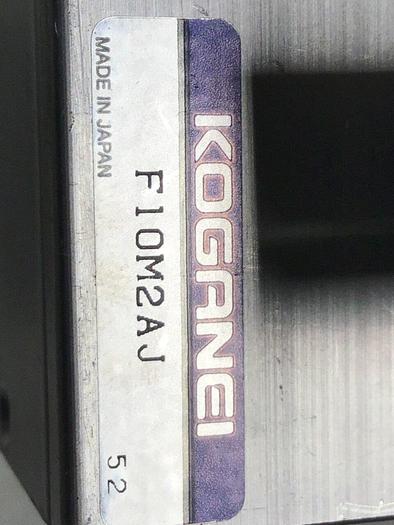 KOGANEI
F10M2AJ
MADE IN JAPAN
52